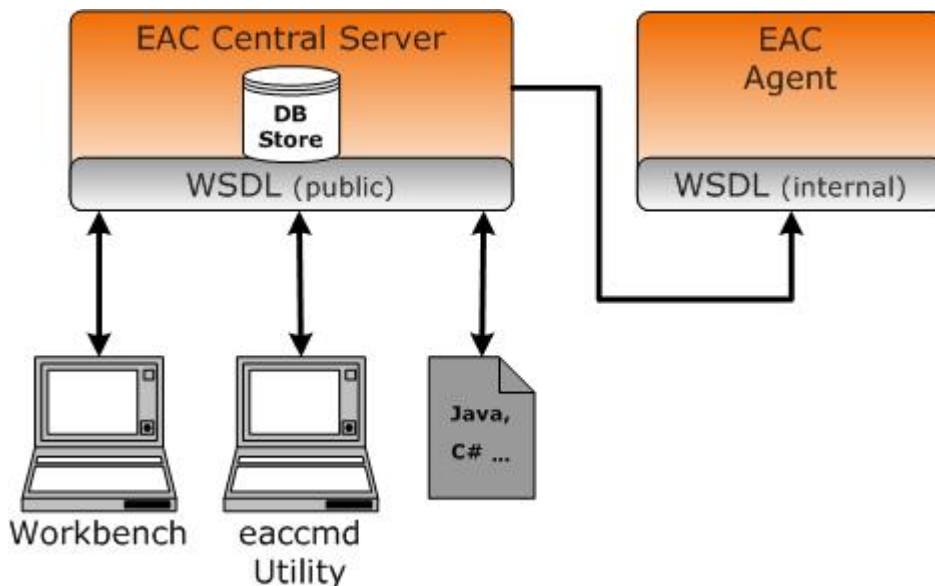 EAC Central Server
DB
Store
WSDL (public)
EAC
Agent
WSDL (internal)
Java,
C# ...
Workbench
eaccmd
Utility